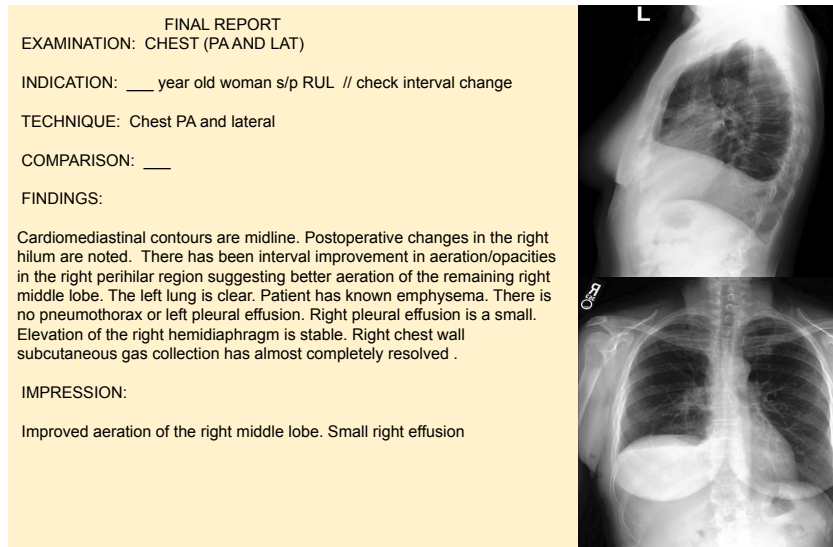 FINAL REPORT
EXAMINATION: CHEST (PA AND LAT)
INDICATION: ___ year old woman s/p RUL // check interval change
TECHNIQUE: Chest PA and lateral
COMPARISON: ___
FINDINGS:
Cardiomediastinal contours are midline. Postoperative changes in the right
hilum are noted. There has been interval improvement in aeration/opacities
in the right perihilar region suggesting better aeration of the remaining right
middle lobe. The left lung is clear. Patient has known emphysema. There is
no pneumothorax or left pleural effusion. Right pleural effusion is a small.
Elevation of the right hemidiaphragm is stable. Right chest wall
subcutaneous gas collection has almost completely resolved .
IMPRESSION:
Improved aeration of the right middle lobe. Small right effusion
L